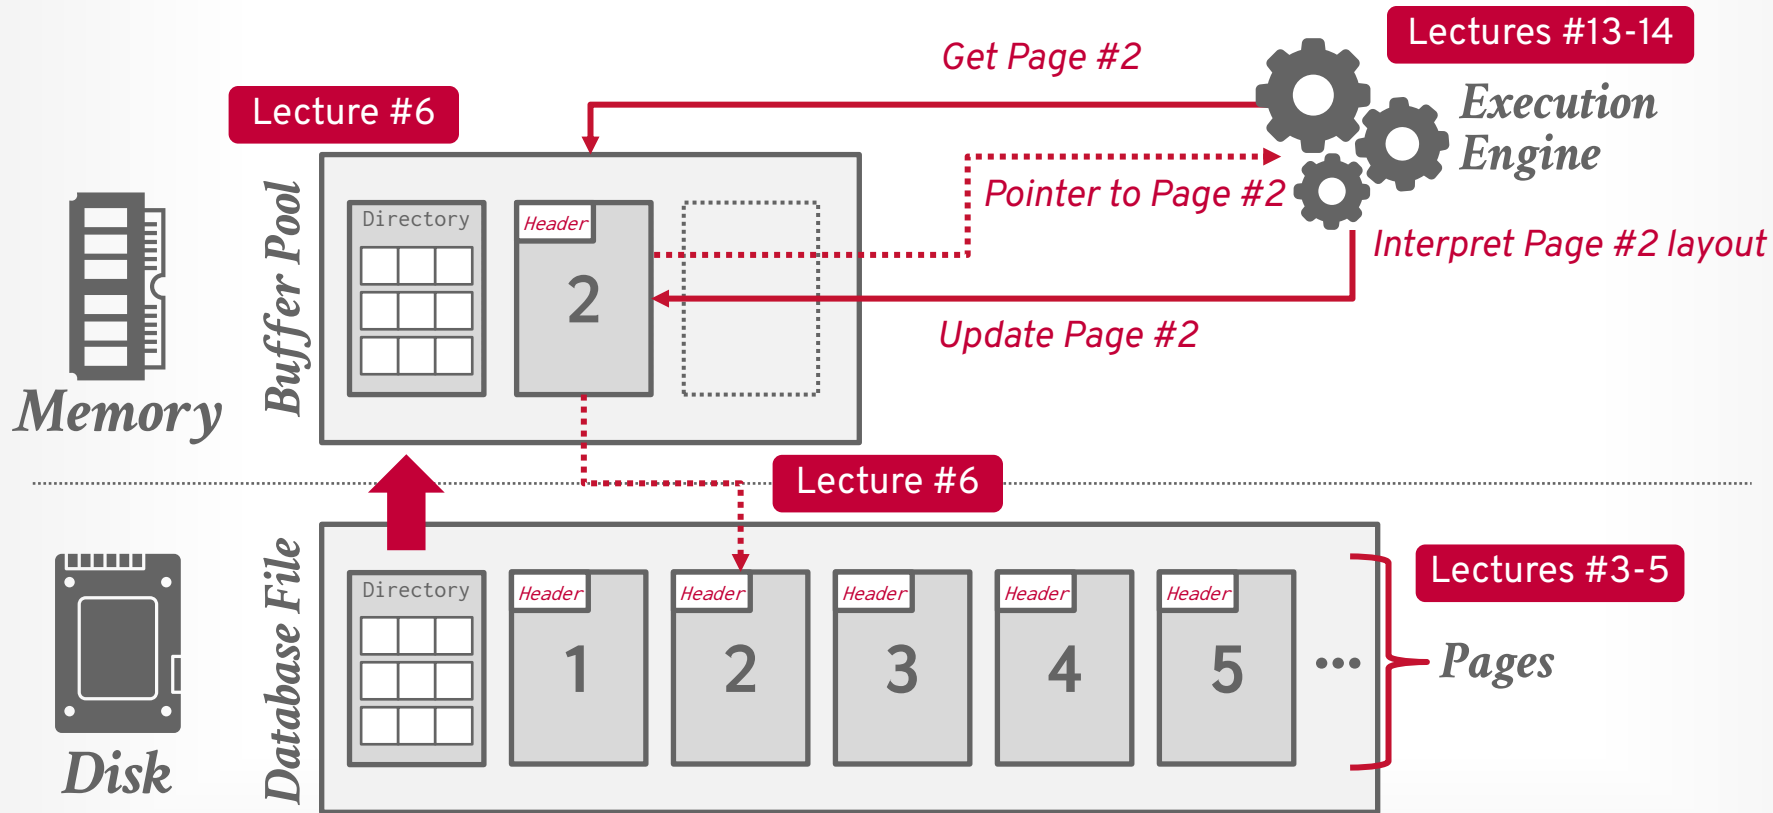 Lectures #13-14
Get Page #2
Lecture #6
Execution
Engine
Pointer to Page #2
Buffer Pool
Directory
Header
2
Interpret Page #2 layout
Update Page #2
Memory
Lecture #6
Database File
Directory
Header
1
Header
2
Header
3
Header
4
Header
5
...
Lectures #3-5
Pages
Disk